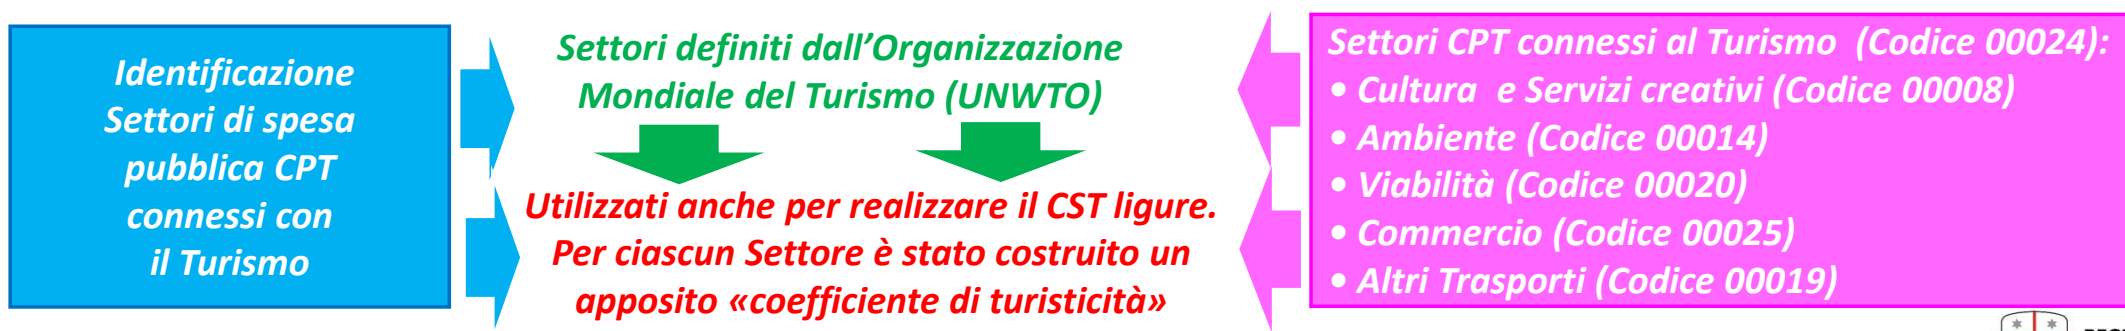 Identificazione
Settori di spesa
pubblica CPT
connessi con
il Turismo
Settori definiti dall’Organizzazione
Mondiale del Turismo (UNWTO)
Utilizzati anche per realizzare il CST ligure.
Per ciascun Settore è stato costruito un
apposito «coefficiente di turisticità»
Settori CPT connessi al Turismo (Codice 00024):
• Cultura e Servizi creativi (Codice 00008)
• Ambiente (Codice 00014)
• Viabilità (Codice 00020)
• Commercio (Codice 00025)
• Altri Trasporti (Codice 00019)